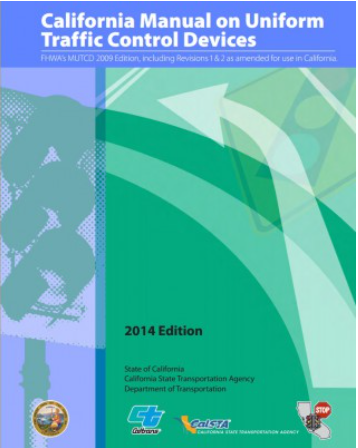 California Manual on Uniform
Traffic Control Devices
FHWA's MUTCD 2009 Edition, including Revisions 1 & 2 as amended for use in California.
2014 Edition
State of California
California State Transportation Agency
Department of Transportation
Caltrans
CalSTA
CALIFORNIA STATE TRANSPORTATION AGENCY
STOP